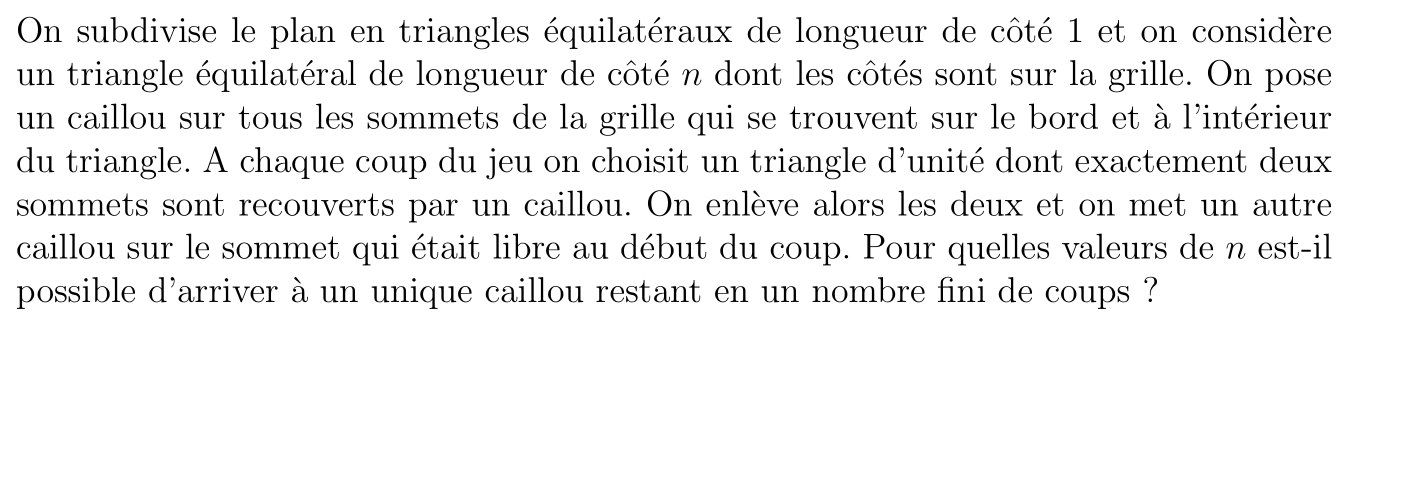 On subdivise le plan en triangles équilatéraux de longueur de côté 1 et on considère
un triangle équilatéral de longueur de côté n dont les côtés sont sur la grille. On pose
un caillou sur tous les sommets de la grille qui se trouvent sur le bord et à l'intérieur
du triangle. A chaque coup du jeu on choisit un triangle d'unité dont exactement deux
sommets sont recouverts par un caillou. On enlève alors les deux et on met un autre
caillou sur le sommet qui était libre au début du coup. Pour quelles valeurs de n est-il
possible d'arriver à un unique caillou restant en un nombre fini de coups ?